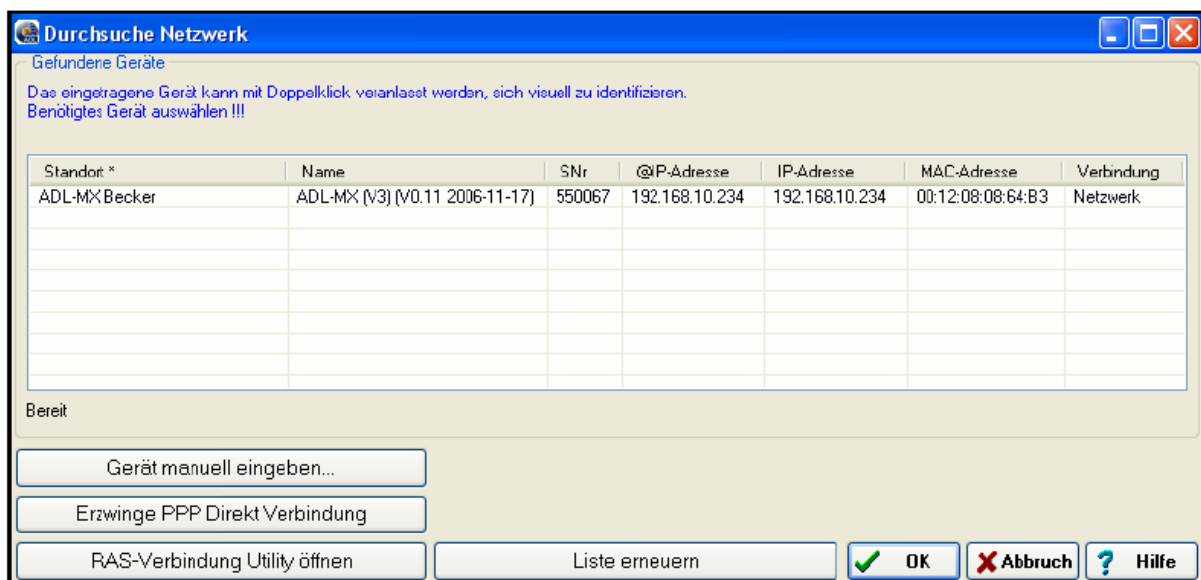 Durchsuche Netzwerk
Gefundene Geräte
Das eingetragene Gerät kann mit Doppelklick veranlasst werden, sich visuell zu identifizieren.
Benötigtes Gerät auswählen !!!
Standort * Name SNr @IP-Adresse IP-Adresse MAC-Adresse Verbindung
ADL-MX Becker ADL-MX (V3) (V0.11 2006-11-17) 550067 192.168.10.234 192.168.10.234 00:12:08:08:64:B3 Netzwerk
Bereit
Gerät manuell eingeben...
Erzwinge PPP Direkt Verbindung
RAS-Verbindung Utility öffnen Liste erneuern OK Abbruch Hilfe